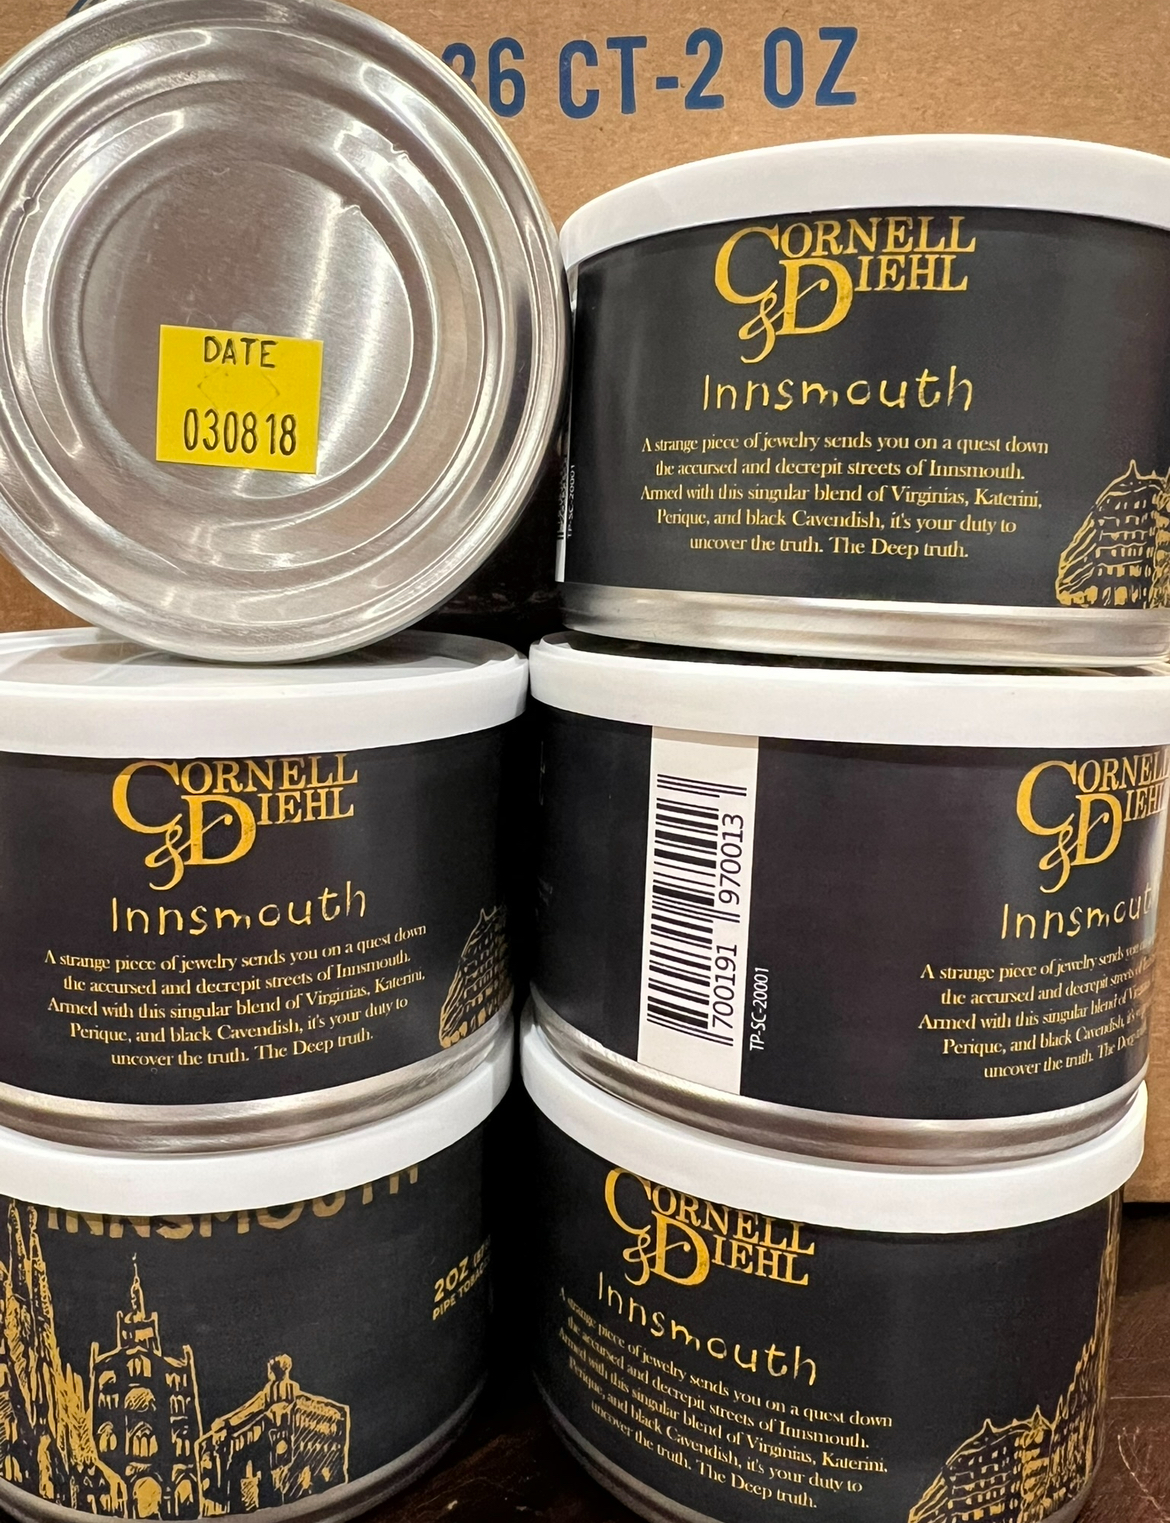 36 CT-2 OZ
DATE
030818
TP-SC-20001
CORNELL
& DIEHL
Innsmouth
A strange piece of jewelry sends you on a quest down
the accursed and decrepit streets of Innsmouth.
Armed with this singular blend of Virginias, Katerini,
Perique, and black Cavendish, it's your duty to
uncover the truth. The Deep truth.
CORNELL
& DIEHL
Innsmouth
A strange piece of jewelry sends you on a quest down
the accursed and decrepit streets of Innsmouth.
Armed with this singular blend of Virginias, Katerini,
Perique, and black Cavendish, it's your duty to
uncover the truth. The Deep truth.
7 00191 97001 3
TP-SC-20001
CORNELL
& DIEHL
Innsmout
A strange piece of jewelry sends you
the accursed and decrepit streets of
Armed with this singular blend of
Perique, and black Cavendish,
uncover the truth. The Deep
INNSMOUTH
2OZ
PIPE
CORNELL
& DIEHL
Innsmouth
A strange piece of jewelry sends you on a quest down
the accursed and decrepit streets of Innsmouth.
Armed with this singular blend of Virginias, Katerini,
Perique, and black Cavendish, it's your duty to
uncover the truth. The Deep truth.